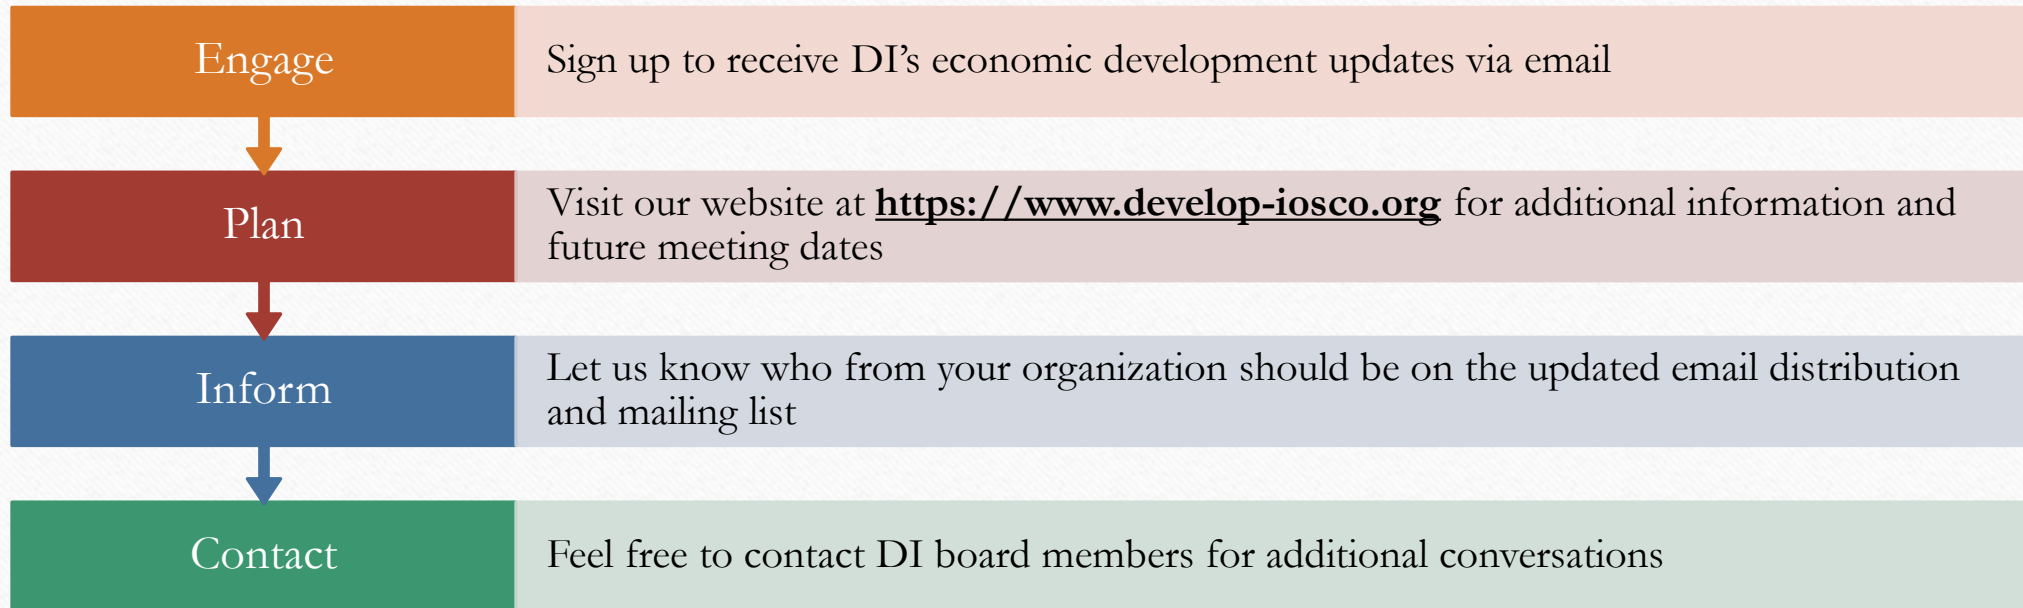 Engage
Sign up to receive DI’s economic development updates via email
Plan
Visit our website at https://www.develop-iosco.org for additional information and
future meeting dates
Inform
Let us know who from your organization should be on the updated email distribution
and mailing list
Contact
Feel free to contact DI board members for additional conversations